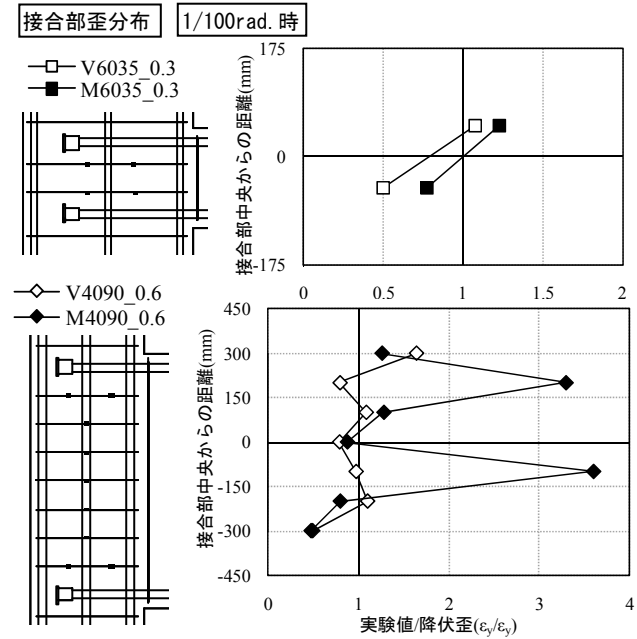 接合部歪分布 1/100rad.時
V6035_0.3
M6035_0.3
接合部中央からの距離(mm)
175
0
-175
0 0.5 1 1.5 2
V4090_0.6
M4090_0.6
接合部中央からの距離(mm)
450
300
150
0
-150
-300
-450
0 1 2 3 4
実験値/降伏歪(εy/εy)